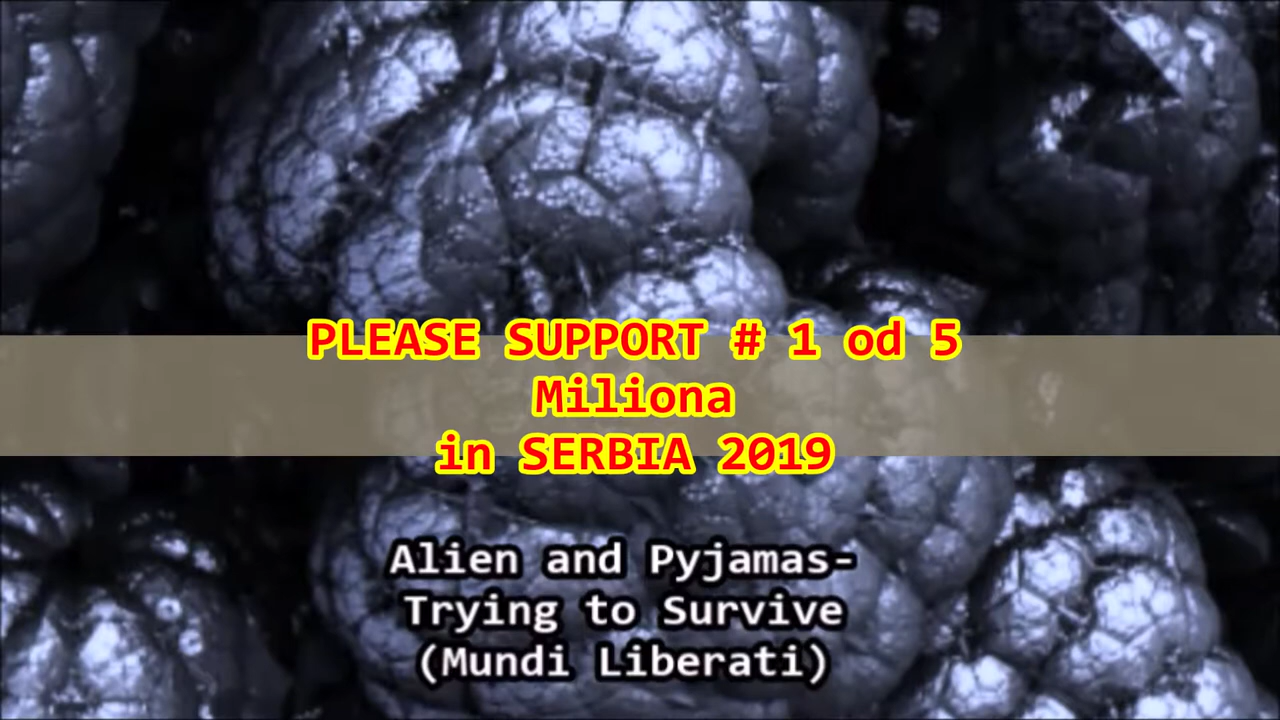 PLEASE SUPPORT # 1 od 5
Miliona
in SERBIA 2019
Alien and Pyjamas-
Trying to Survive
(Mundi Liberati)